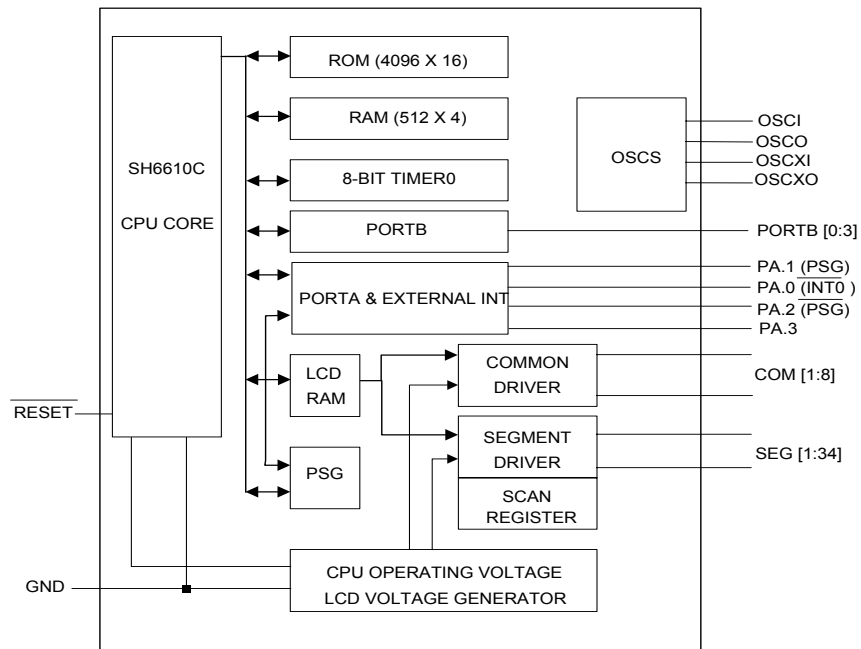 ROM (4096 X 16)
RAM (512 X 4)
SH6610C
CPU CORE
8-BIT TIMER0
PORTB
PORTA & EXTERNAL INT
LCD
RAM
PSG
COMMON
DRIVER
SEGMENT
DRIVER
SCAN
REGISTER
CPU OPERATING VOLTAGE
LCD VOLTAGE GENERATOR
OSCS
OSCI
OSCO
OSCXI
OSCXO
PORTB [0:3]
PA.1 (PSG)
PA.0 (INT0 )
PA.2 (PSG)
PA.3
COM [1:8]
SEG [1:34]
RESET
GND